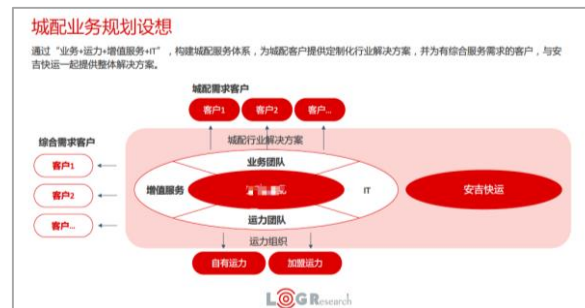 城配业务规划设想
通过“业务+运力+增值服务+IT”，构建城配服务体系，为城配客户提供定制化行业解决方案，并为有综合服务需求的客户，与安
吉快运一起提供整体解决方案。
城配需求客户
客户1 客户2 客户...
城配行业解决方案
综合需求客户
客户1
客户2
客户...
业务团队
增值服务
IT
安吉快运
运力团队
运力组织
自有运力 加盟运力
LOGResearch